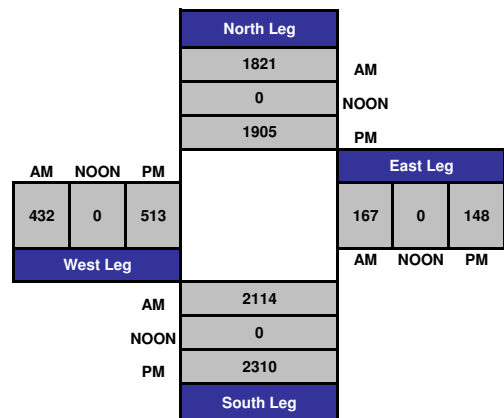 North Leg
1821 AM
0 NOON
1905 PM
AM NOON PM
East Leg
432 0 513
167 0 148
West Leg
AM NOON PM
AM 2114
NOON 0
PM 2310
South Leg